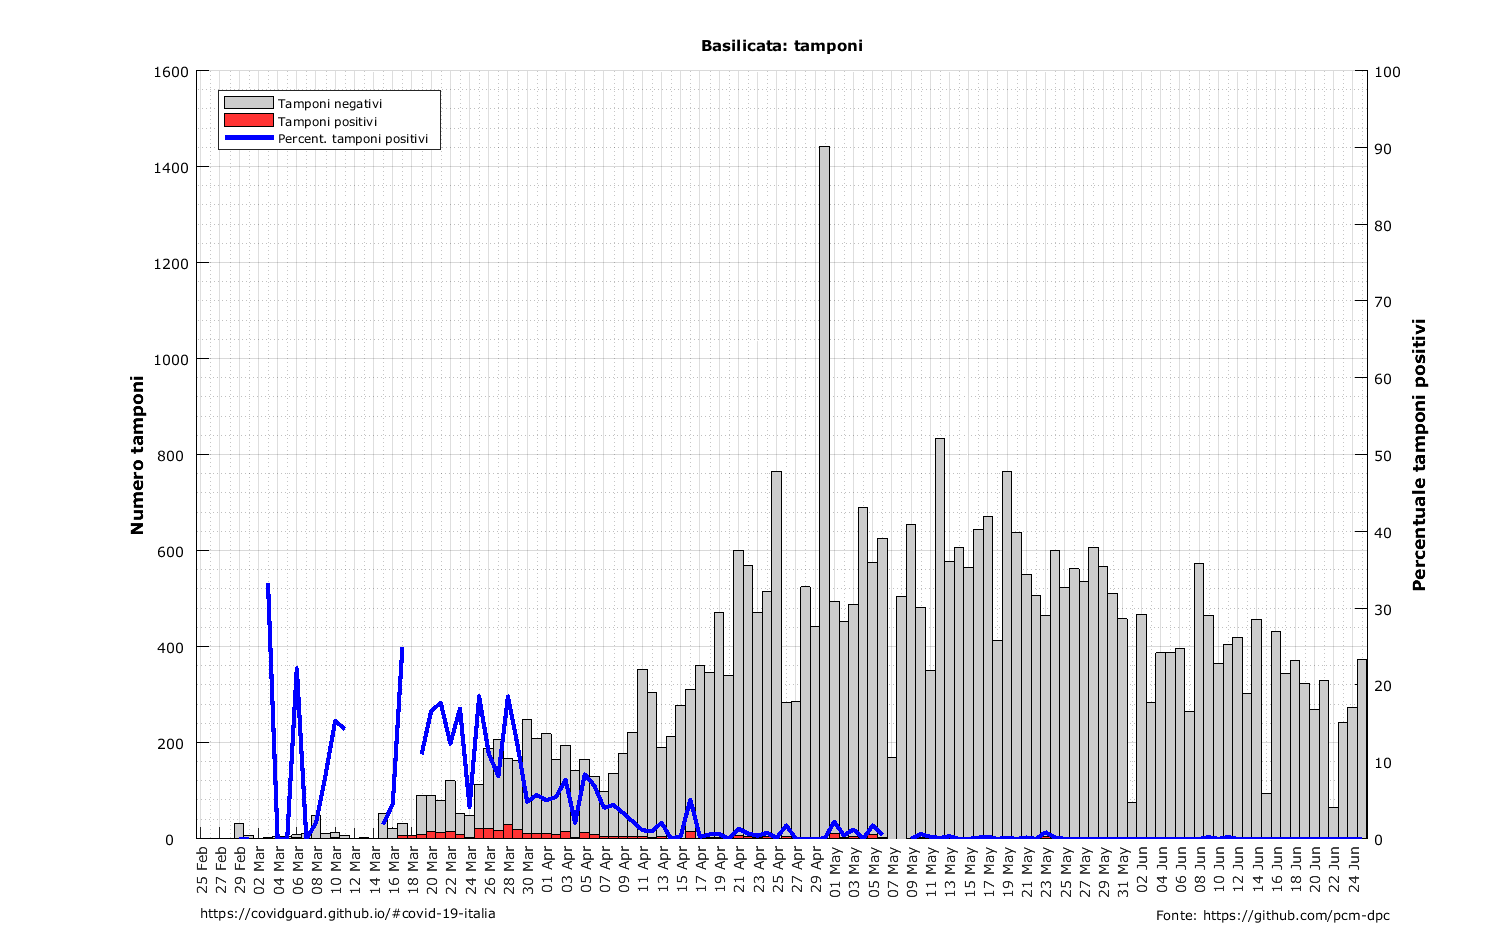 Basilicata: tamponi
Tamponi negativi
Tamponi positivi
Percent. tamponi positivi
Numero tamponi
1600
1400
1200
1000
800
600
400
200
0
Percentuale tamponi positivi
100
90
80
70
60
50
40
30
20
10
0
25 Feb
27 Feb
29 Feb
02 Mar
04 Mar
06 Mar
08 Mar
10 Mar
12 Mar
14 Mar
16 Mar
18 Mar
20 Mar
22 Mar
24 Mar
26 Mar
28 Mar
30 Mar
01 Apr
03 Apr
05 Apr
07 Apr
09 Apr
11 Apr
13 Apr
15 Apr
17 Apr
19 Apr
21 Apr
23 Apr
25 Apr
27 Apr
29 Apr
01 May
03 May
05 May
07 May
09 May
11 May
13 May
15 May
17 May
19 May
21 May
23 May
25 May
27 May
29 May
31 May
02 Jun
04 Jun
06 Jun
08 Jun
10 Jun
12 Jun
14 Jun
16 Jun
18 Jun
20 Jun
22 Jun
24 Jun
https://covidguard.github.io/#covid-19-italia
Fonte: https://github.com/pcm-dpc